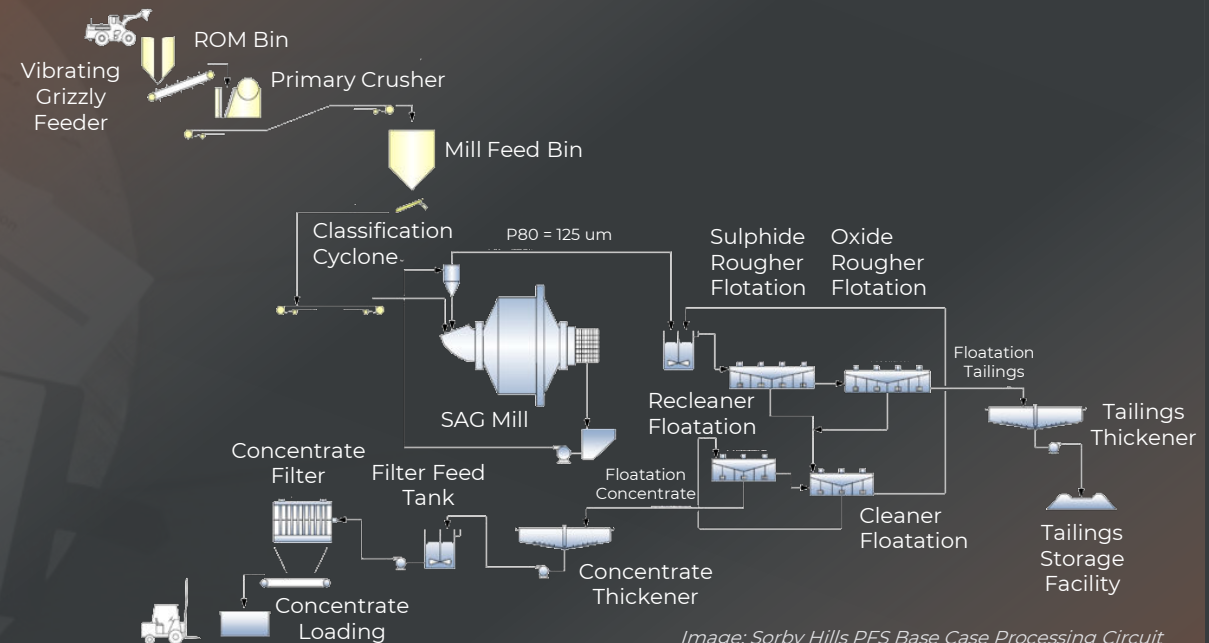 ROM Bin
Vibrating
Grizzly
Feeder
Primary Crusher
Mill Feed Bin
Classification
Cyclone
P80 = 125 um
Sulphide
Rougher
Flotation
Oxide
Rougher
Flotation
SAG Mill
Recleaner
Floatation
Floatation
Tailings
Tailings
Thickener
Concentrate
Filter
Filter Feed
Tank
Floatation
Concentrate
Cleaner
Floatation
Tailings
Storage
Facility
Concentrate
Thickener
Concentrate
Loading
Image: Sorby Hills PFS Base Case Processing Circuit